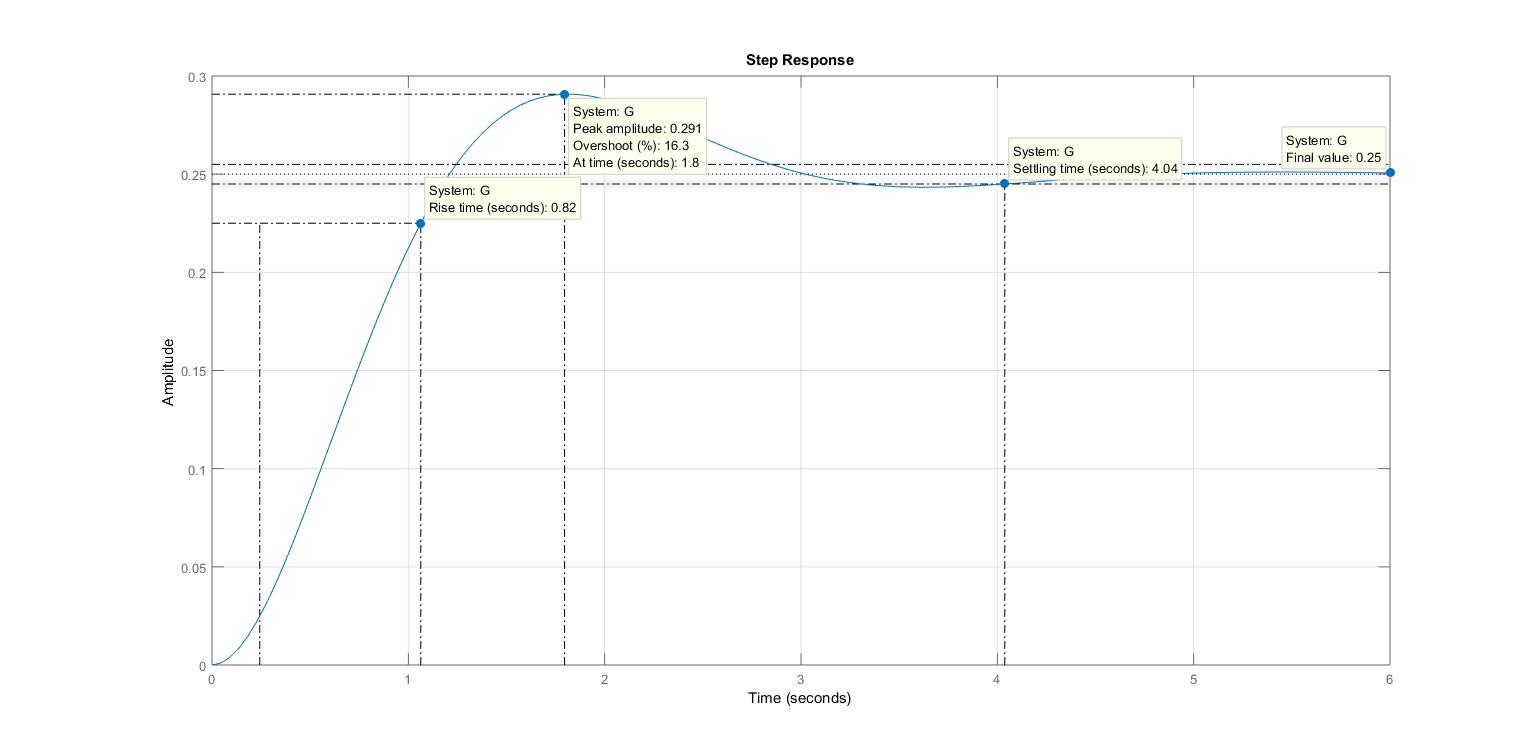 Step Response
0.3
0.25
0.2
0.15
0.1
0.05
0
Amplitude
System: G
Peak amplitude: 0.291
Overshoot (%): 16.3
At time (seconds): 1.8
System: G
Rise time (seconds): 0.82
System: G
Settling time (seconds): 4.04
System: G
Final value: 0.25
0 1 2 3 4 5 6
Time (seconds)